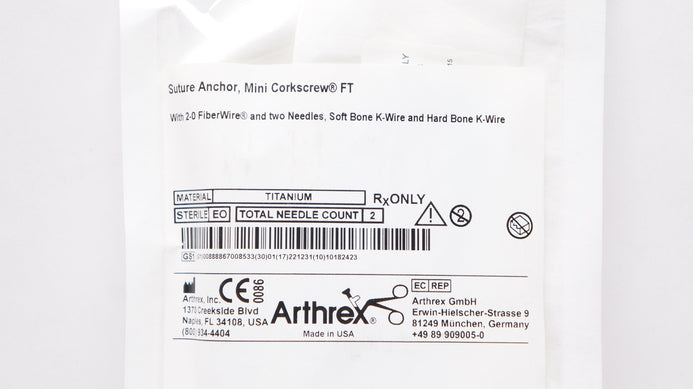 Suture Anchor, Mini Corkscrew® FT
With 2-0 FiberWire® and two Needles, Soft Bone K-Wire and Hard Bone K-Wire
MATERIAL TITANIUM RxONLY
STERILE EO TOTAL NEEDLE COUNT 2
GS1 (01)00888867008533(30)01(17)221231(10)10182423
CE 0086
Arthrex, Inc.
1370 Creekside Blvd
Naples, FL 34108, USA
(800) 934-4404
Arthrex®
Made in USA
EC REP
Arthrex GmbH
Erwin-Hielscher-Strasse 9
81249 München, Germany
+49 89 909005-0